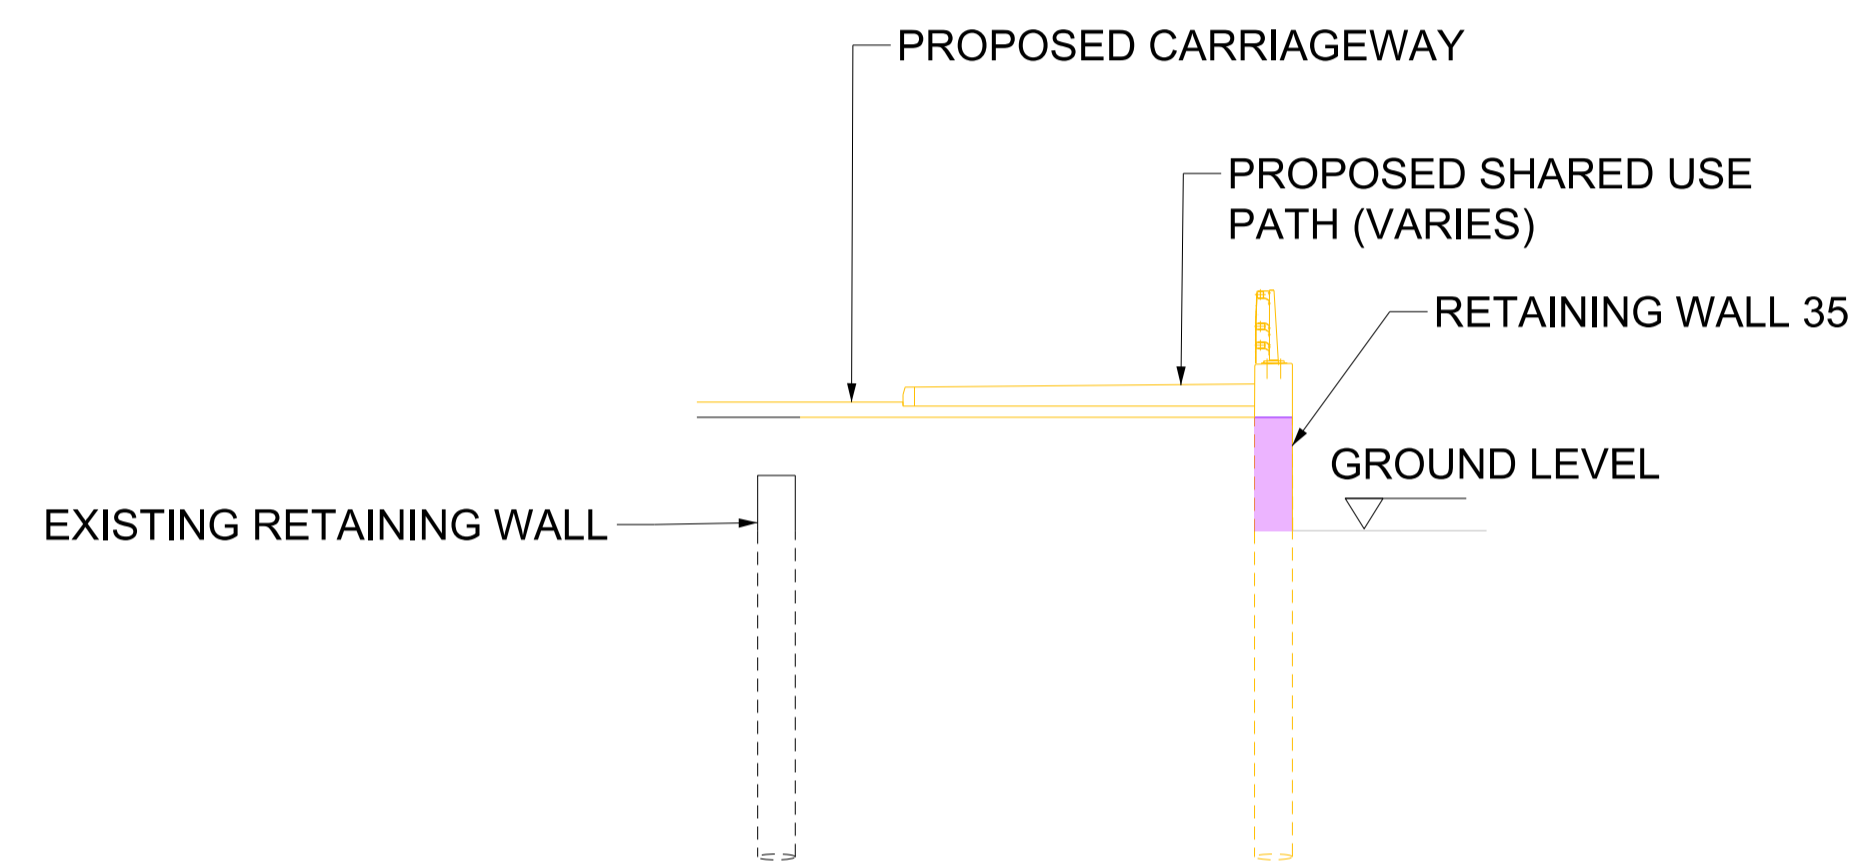 PROPOSED CARRIAGEWAY
PROPOSED SHARED USE
PATH (VARIES)
RETAINING WALL 35
GROUND LEVEL
EXISTING RETAINING WALL